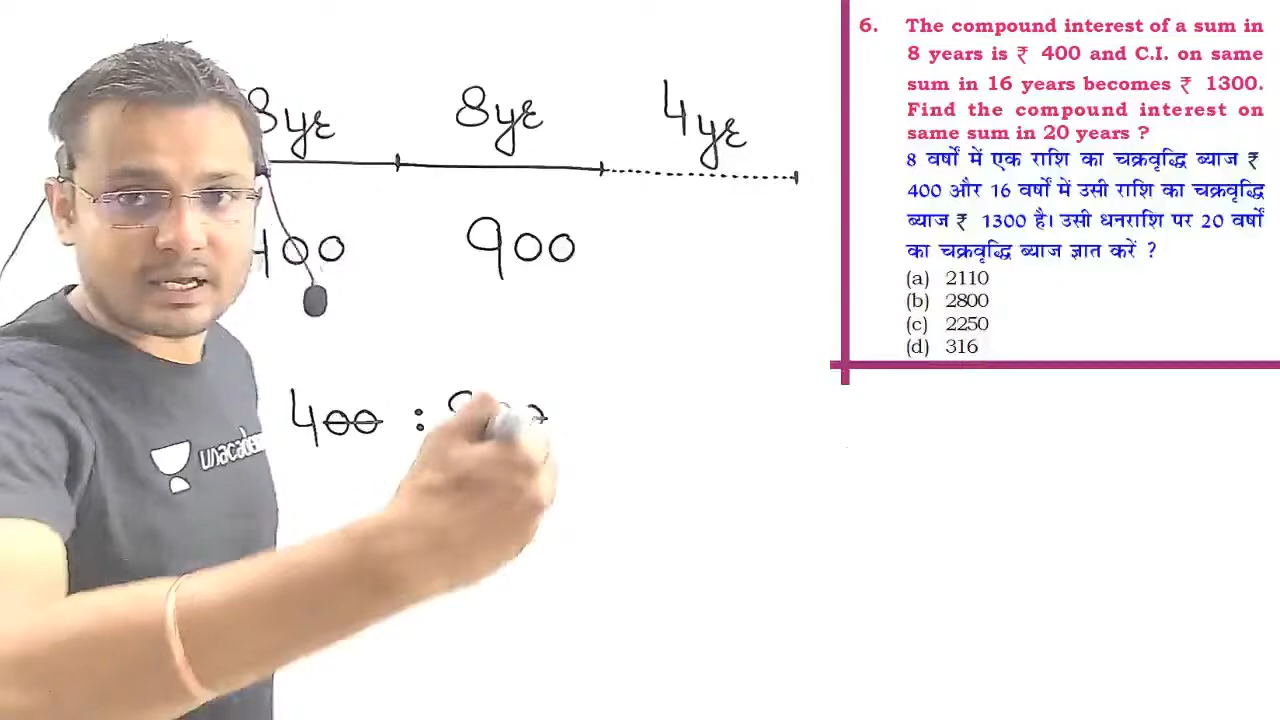 8yr 8yr 4yr
400 900
400 :
unacademy
6. The compound interest of a sum in
8 years is ₹ 400 and C.I. on same
sum in 16 years becomes ₹ 1300.
Find the compound interest on
same sum in 20 years ?
8 वर्षों में एक राशि का चक्रवृद्धि ब्याज ₹
400 और 16 वर्षों में उसी राशि का चक्रवृद्धि
ब्याज ₹ 1300 है। उसी धनराशि पर 20 वर्षों
का चक्रवृद्धि ब्याज ज्ञात करें ?
(a) 2110
(b) 2800
(c) 2250
(d) 316